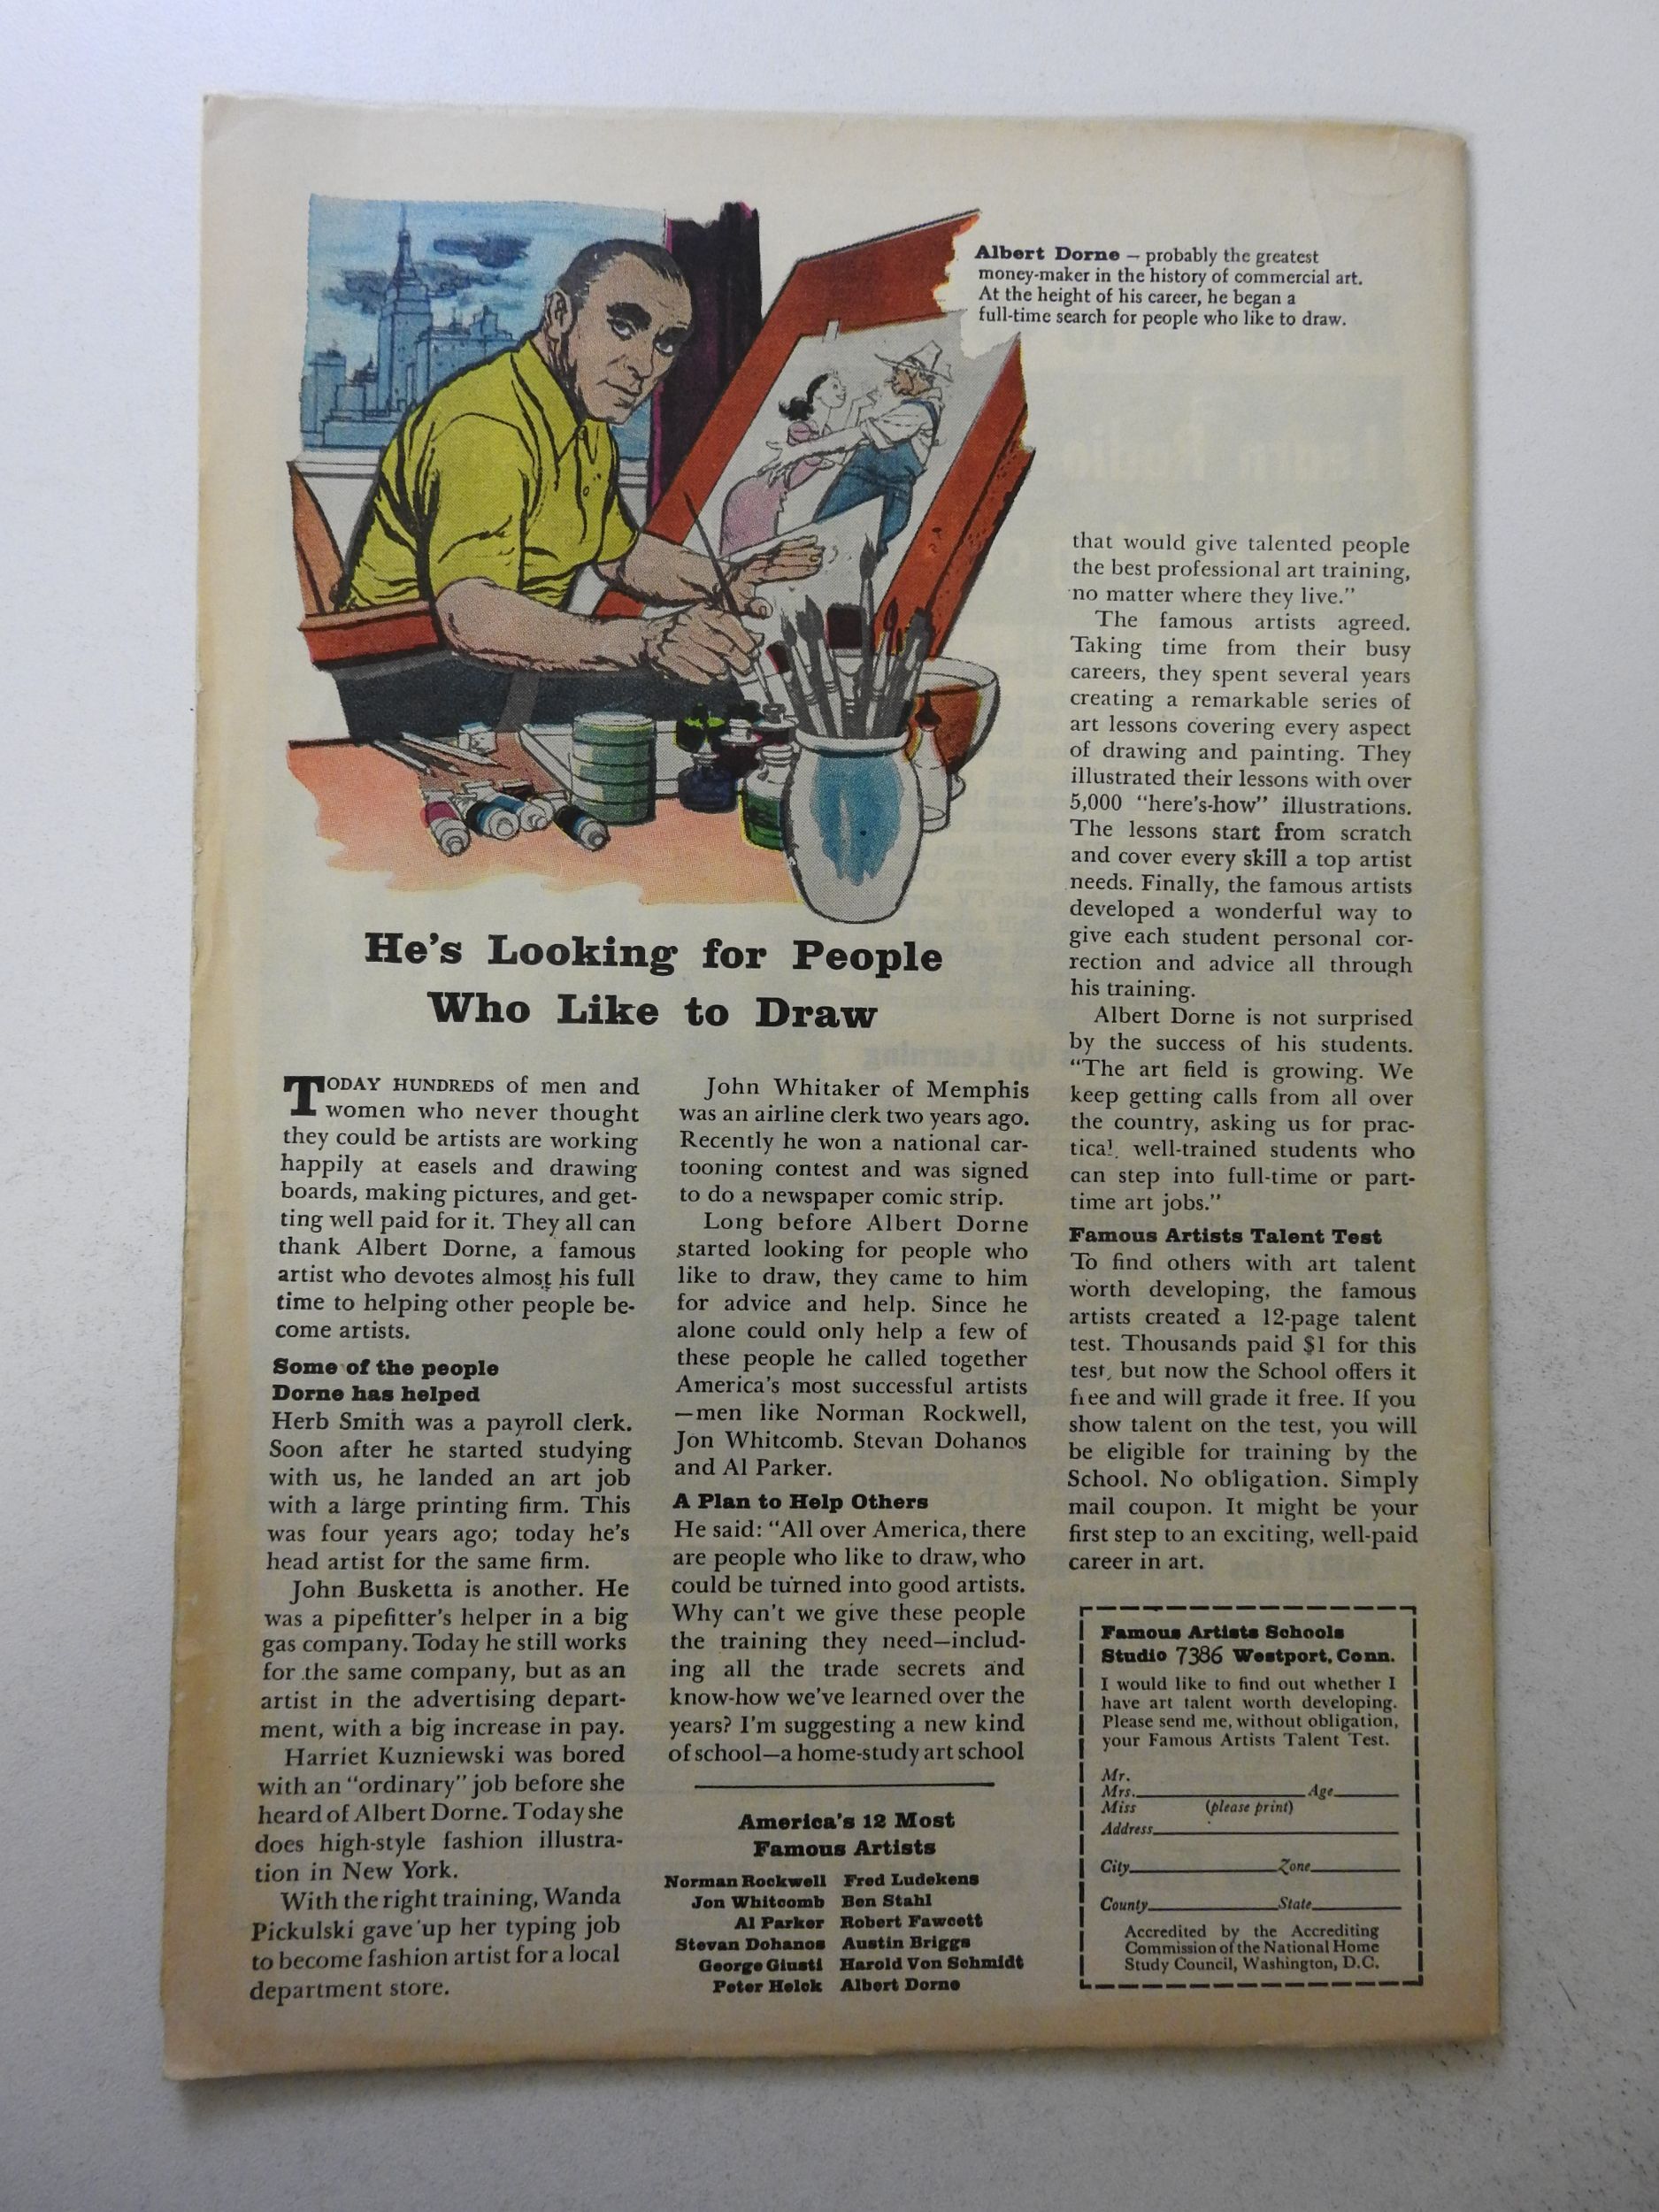 Albert Dorne – probably the greatest
money-maker in the history of commercial art.
At the height of his career, he began a
full-time search for people who like to draw.
He's Looking for People
Who Like to Draw
TODAY HUNDREDS of men and
women who never thought
they could be artists are working
happily at easels and drawing
boards, making pictures, and get-
ting well paid for it. They all can
thank Albert Dorne, a famous
artist who devotes almost his full
time to helping other people be-
come artists.
Some of the people
Dorne has helped
Herb Smith was a payroll clerk.
Soon after he started studying
with us, he landed an art job
with a large printing firm. This
was four years ago; today he's
head artist for the same firm.
John Busketta is another. He
was a pipefitter's helper in a big
gas company. Today he still works
for the same company, but as an
artist in the advertising depart-
ment, with a big increase in pay.
Harriet Kuzniewski was bored
with an "ordinary" job before she
heard of Albert Dorne. Today she
does high-style fashion illustra-
tion in New York.
With the right training, Wanda
Pickulski gave up her typing job
to become fashion artist for a local
department store.
John Whitaker of Memphis
was an airline clerk two years ago.
Recently he won a national car-
tooning contest and was signed
to do a newspaper comic strip.
Long before Albert Dorne
started looking for people who
like to draw, they came to him
for advice and help. Since he
alone could only help a few of
these people he called together
America's most successful artists
—men like Norman Rockwell,
Jon Whitcomb. Stevan Dohanos
and Al Parker.
A Plan to Help Others
He said: "All over America, there
are people who like to draw, who
could be turned into good artists.
Why can't we give these people
the training they need—includ-
ing all the trade secrets and
know-how we've learned over the
years? I'm suggesting a new kind
of school—a home-study art school
America's 12 Most
Famous Artists
Norman Rockwell Fred Ludekens
Jon Whitcomb Ben Stahl
Al Parker Robert Fawcett
Stevan Dohanos Austin Briggs
George Giusti Harold Von Schmidt
Peter Helck Albert Dorne
that would give talented people
the best professional art training,
no matter where they live."
The famous artists agreed.
Taking time from their busy
careers, they spent several years
creating a remarkable series of
art lessons covering every aspect
of drawing and painting. They
illustrated their lessons with over
5,000 "here's-how" illustrations.
The lessons start from scratch
and cover every skill a top artist
needs. Finally, the famous artists
developed a wonderful way to
give each student personal cor-
rection and advice all through
his training.
Albert Dorne is not surprised
by the success of his students.
"The art field is growing. We
keep getting calls from all over
the country, asking us for prac-
tical, well-trained students who
can step into full-time or part-
time art jobs."
Famous Artists Talent Test
To find others with art talent
worth developing, the famous
artists created a 12-page talent
test. Thousands paid $1 for this
test, but now the School offers it
free and will grade it free. If you
show talent on the test, you will
be eligible for training by the
School. No obligation. Simply
mail coupon. It might be your
first step to an exciting, well-paid
career in art.
Famous Artists Schools
Studio 7386 Westport, Conn.
I would like to find out whether I
have art talent worth developing.
Please send me, without obligation,
your Famous Artists Talent Test.
Mr.
Mrs. Age
Miss (please print)
Address
City Zone
County State
Accredited by the Accrediting
Commission of the National Home
Study Council, Washington, D.C.